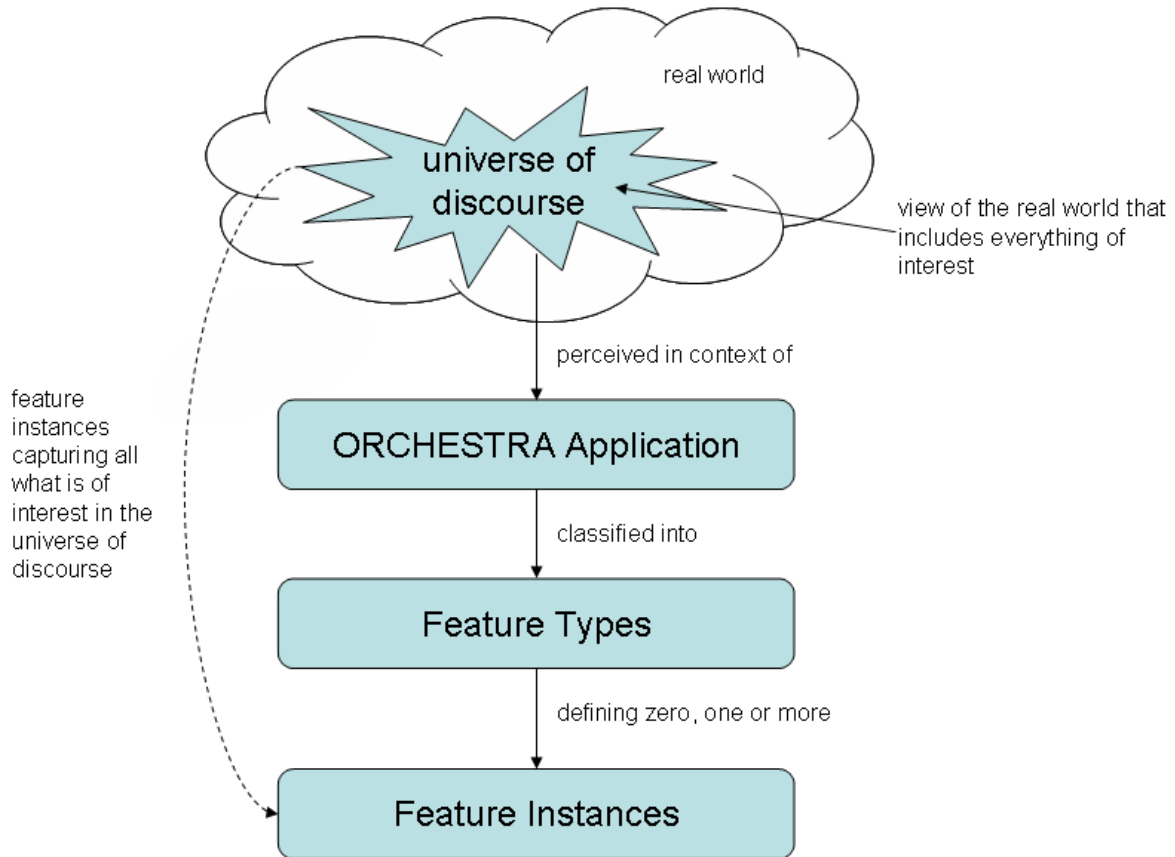 real world
universe of
discourse
view of the real world that
includes everything of
interest
perceived in context of
feature
instances
capturing all
what is of
interest in the
universe of
discourse
ORCHESTRA Application
classified into
Feature Types
defining zero, one or more
Feature Instances